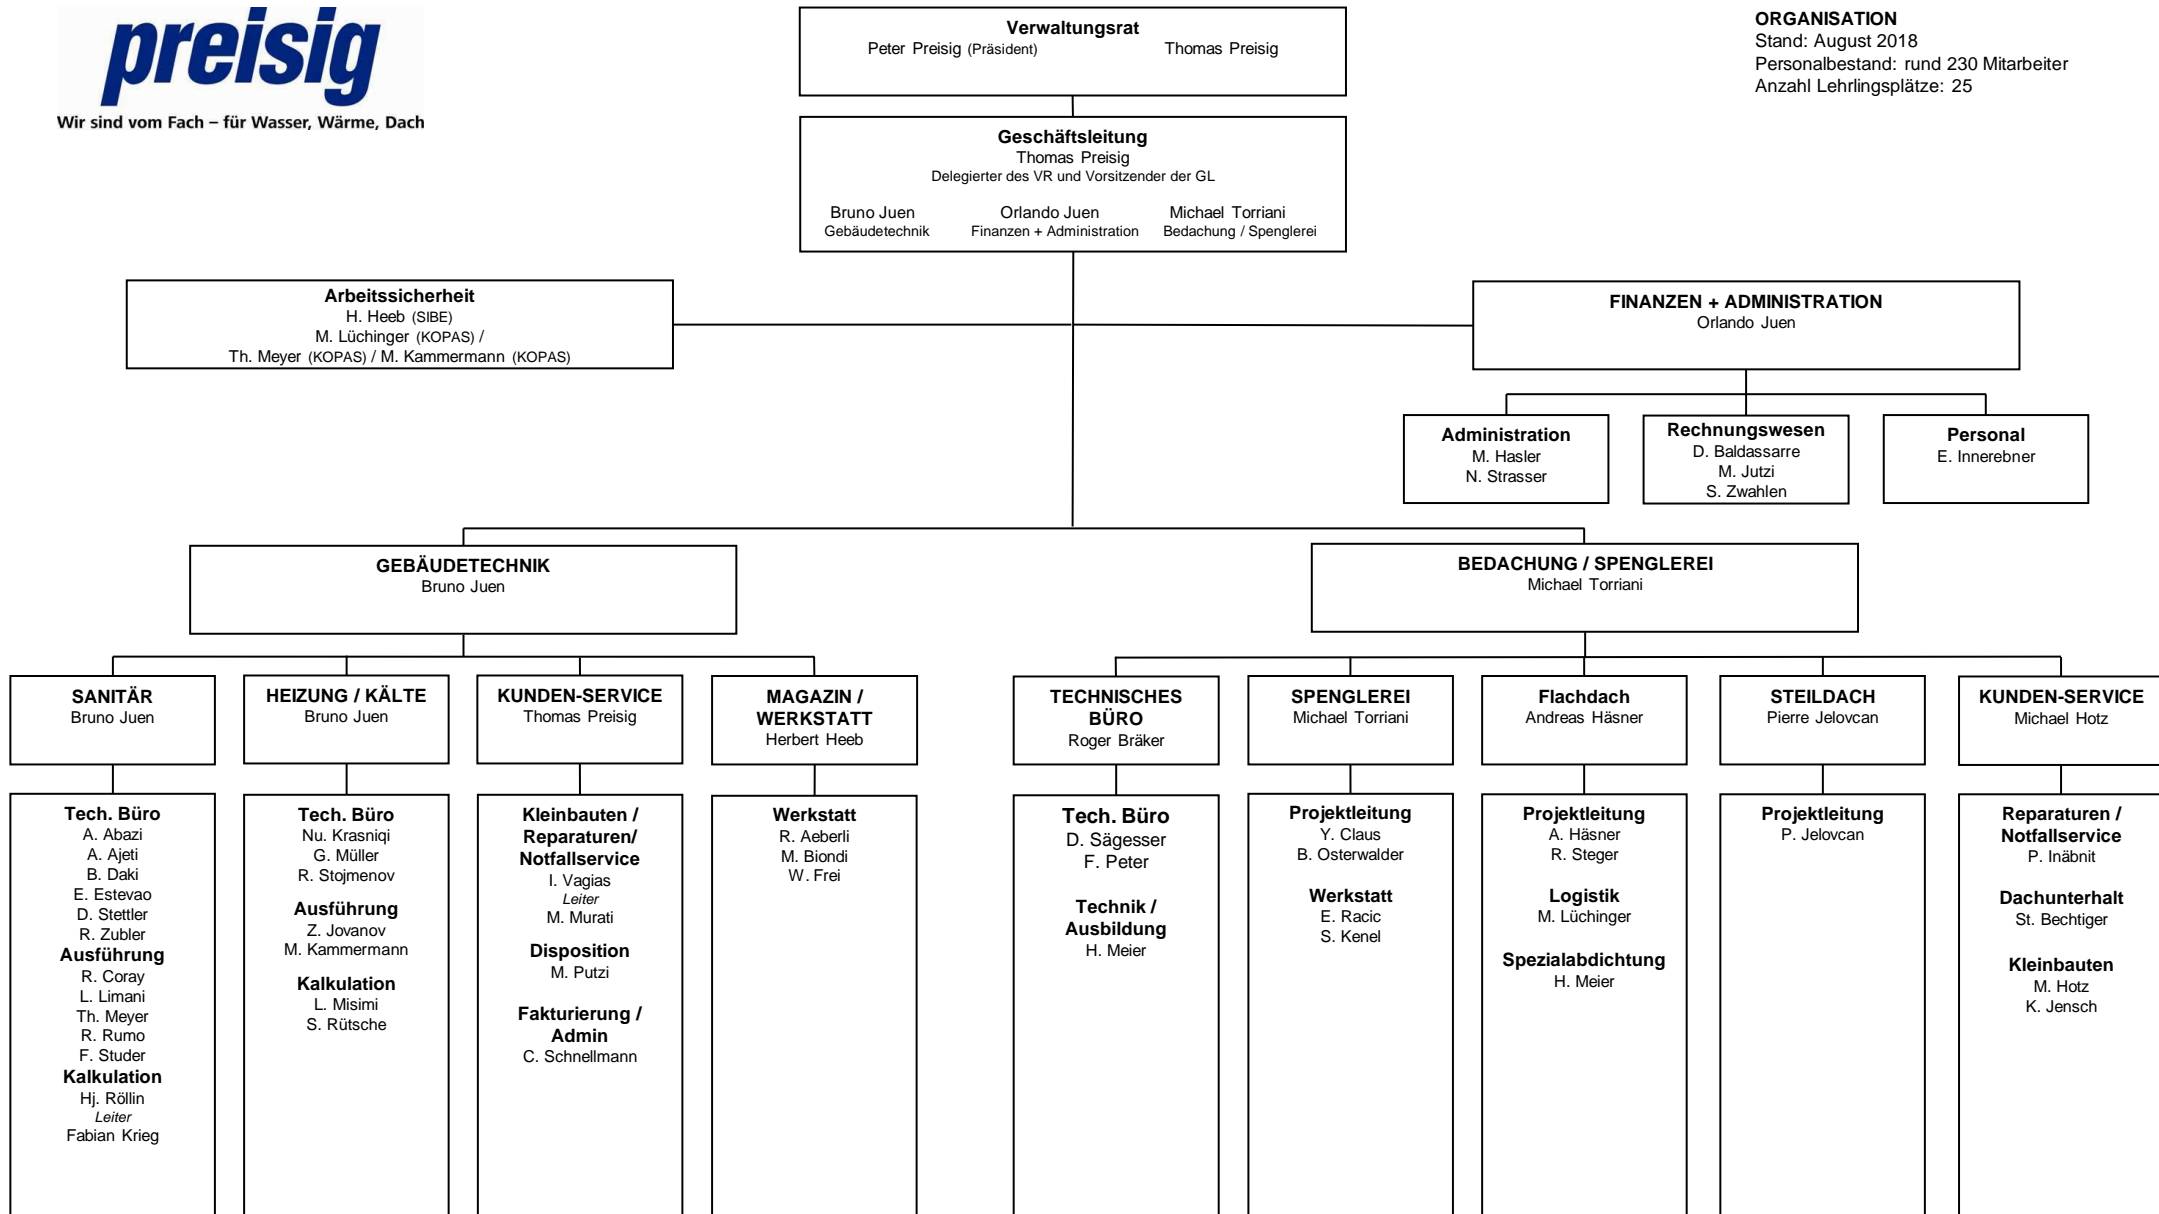 preisig
Wir sind vom Fach – für Wasser, Wärme, Dach
Verwaltungsrat
Peter Preisig (Präsident) Thomas Preisig
ORGANISATION
Stand: August 2018
Personalbestand: rund 230 Mitarbeiter
Anzahl Lehrlingsplätze: 25
Geschäftsleitung
Thomas Preisig
Delegierter des VR und Vorsitzender der GL
Bruno Juen Orlando Juen Michael Torriani
Gebäudetechnik Finanzen + Administration Bedachung / Spenglerei
Arbeitssicherheit
H. Heeb (SIBE)
M. Lüchinger (KOPAS) /
Th. Meyer (KOPAS) / M. Kammermann (KOPAS)
FINANZEN + ADMINISTRATION
Orlando Juen
Administration
M. Hasler
N. Strasser
Rechnungswesen
D. Baldassarre
M. Jutzi
S. Zwahlen
Personal
E. Innerebner
GEBÄUDETECHNIK
Bruno Juen
BEDACHUNG / SPENGLEREI
Michael Torriani
SANITÄR
Bruno Juen
HEIZUNG / KÄLTE
Bruno Juen
KUNDEN-SERVICE
Thomas Preisig
MAGAZIN /
WERKSTATT
Herbert Heeb
TECHNISCHES
BÜRO
Roger Bräker
SPENGLEREI
Michael Torriani
Flachdach
Andreas Häsner
STEILDACH
Pierre Jelovcan
KUNDEN-SERVICE
Michael Hotz
Tech. Büro
A. Abazi
A. Ajeti
B. Daki
E. Estevao
D. Stettler
R. Zubler
Ausführung
R. Coray
L. Limani
Th. Meyer
R. Rumo
F. Studer
Kalkulation
Hj. Röllin
Leiter
Fabian Krieg
Tech. Büro
Nu. Krasniqi
G. Müller
R. Stojmenov
Ausführung
Z. Jovanov
M. Kammermann
Kalkulation
L. Misimi
S. Rütsche
Kleinbauten /
Reparaturen/
Notfallservice
I. Vagias
Leiter
M. Murati
Disposition
M. Putzi
Fakturierung /
Admin
C. Schnellmann
Werkstatt
R. Aeberli
M. Biondi
W. Frei
Tech. Büro
D. Sägesser
F. Peter
Technik /
Ausbildung
H. Meier
Projektleitung
Y. Claus
B. Osterwalder
Werkstatt
E. Racic
S. Kenel
Projektleitung
A. Häsner
R. Steger
Logistik
M. Lüchinger
Spezialabdichtung
H. Meier
Projektleitung
P. Jelovcan
Reparaturen /
Notfallservice
P. Inäbnit
Dachunterhalt
St. Bechtiger
Kleinbauten
M. Hotz
K. Jensch